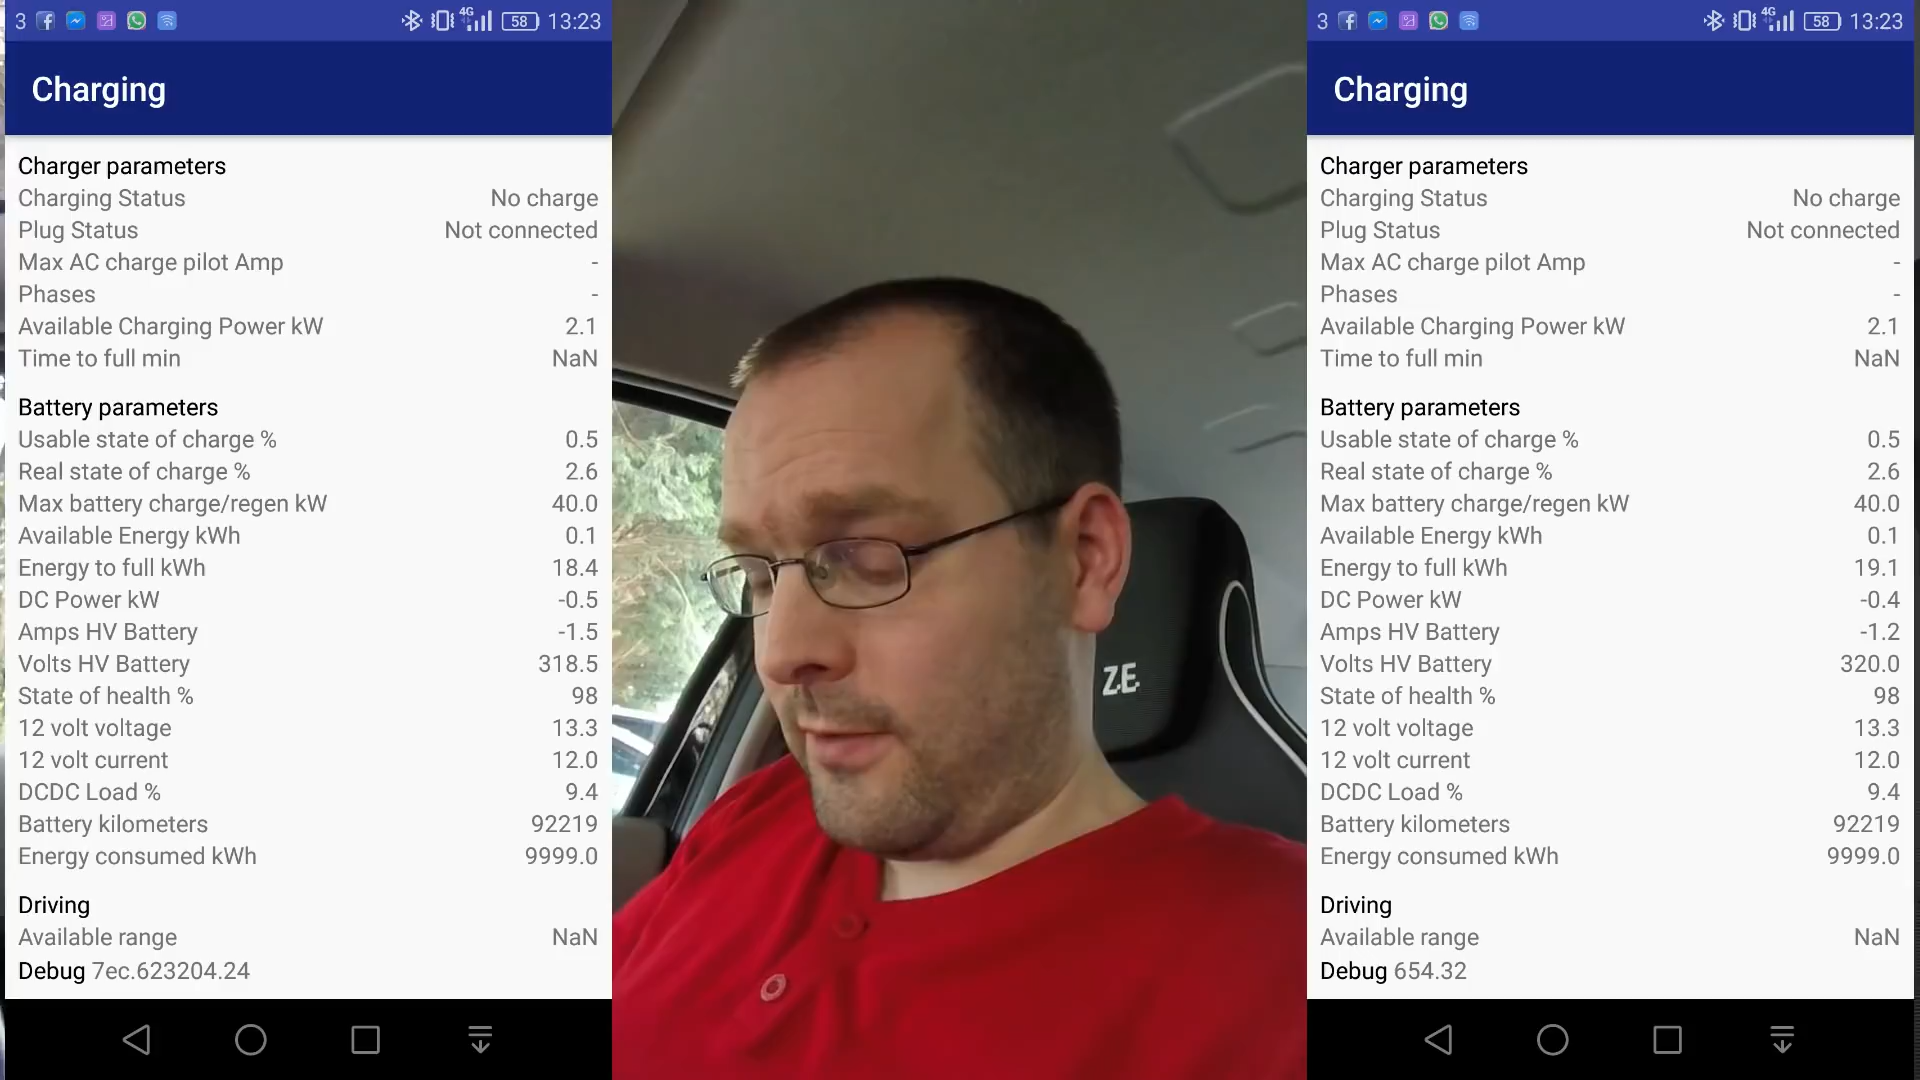 3 4G 58 13:23
Charging
Charger parameters
Charging Status No charge
Plug Status Not connected
Max AC charge pilot Amp -
Phases -
Available Charging Power kW 2.1
Time to full min NaN
Battery parameters
Usable state of charge % 0.5
Real state of charge % 2.6
Max battery charge/regen kW 40.0
Available Energy kWh 0.1
Energy to full kWh 18.4
DC Power kW -0.5
Amps HV Battery -1.5
Volts HV Battery 318.5
State of health % 98
12 volt voltage 13.3
12 volt current 12.0
DCDC Load % 9.4
Battery kilometers 92219
Energy consumed kWh 9999.0
Driving
Available range NaN
Debug 7ec.623204.24
Z.E.
3 4G 58 13:23
Charging
Charger parameters
Charging Status No charge
Plug Status Not connected
Max AC charge pilot Amp -
Phases -
Available Charging Power kW 2.1
Time to full min NaN
Battery parameters
Usable state of charge % 0.5
Real state of charge % 2.6
Max battery charge/regen kW 40.0
Available Energy kWh 0.1
Energy to full kWh 19.1
DC Power kW -0.4
Amps HV Battery -1.2
Volts HV Battery 320.0
State of health % 98
12 volt voltage 13.3
12 volt current 12.0
DCDC Load % 9.4
Battery kilometers 92219
Energy consumed kWh 9999.0
Driving
Available range NaN
Debug 654.32